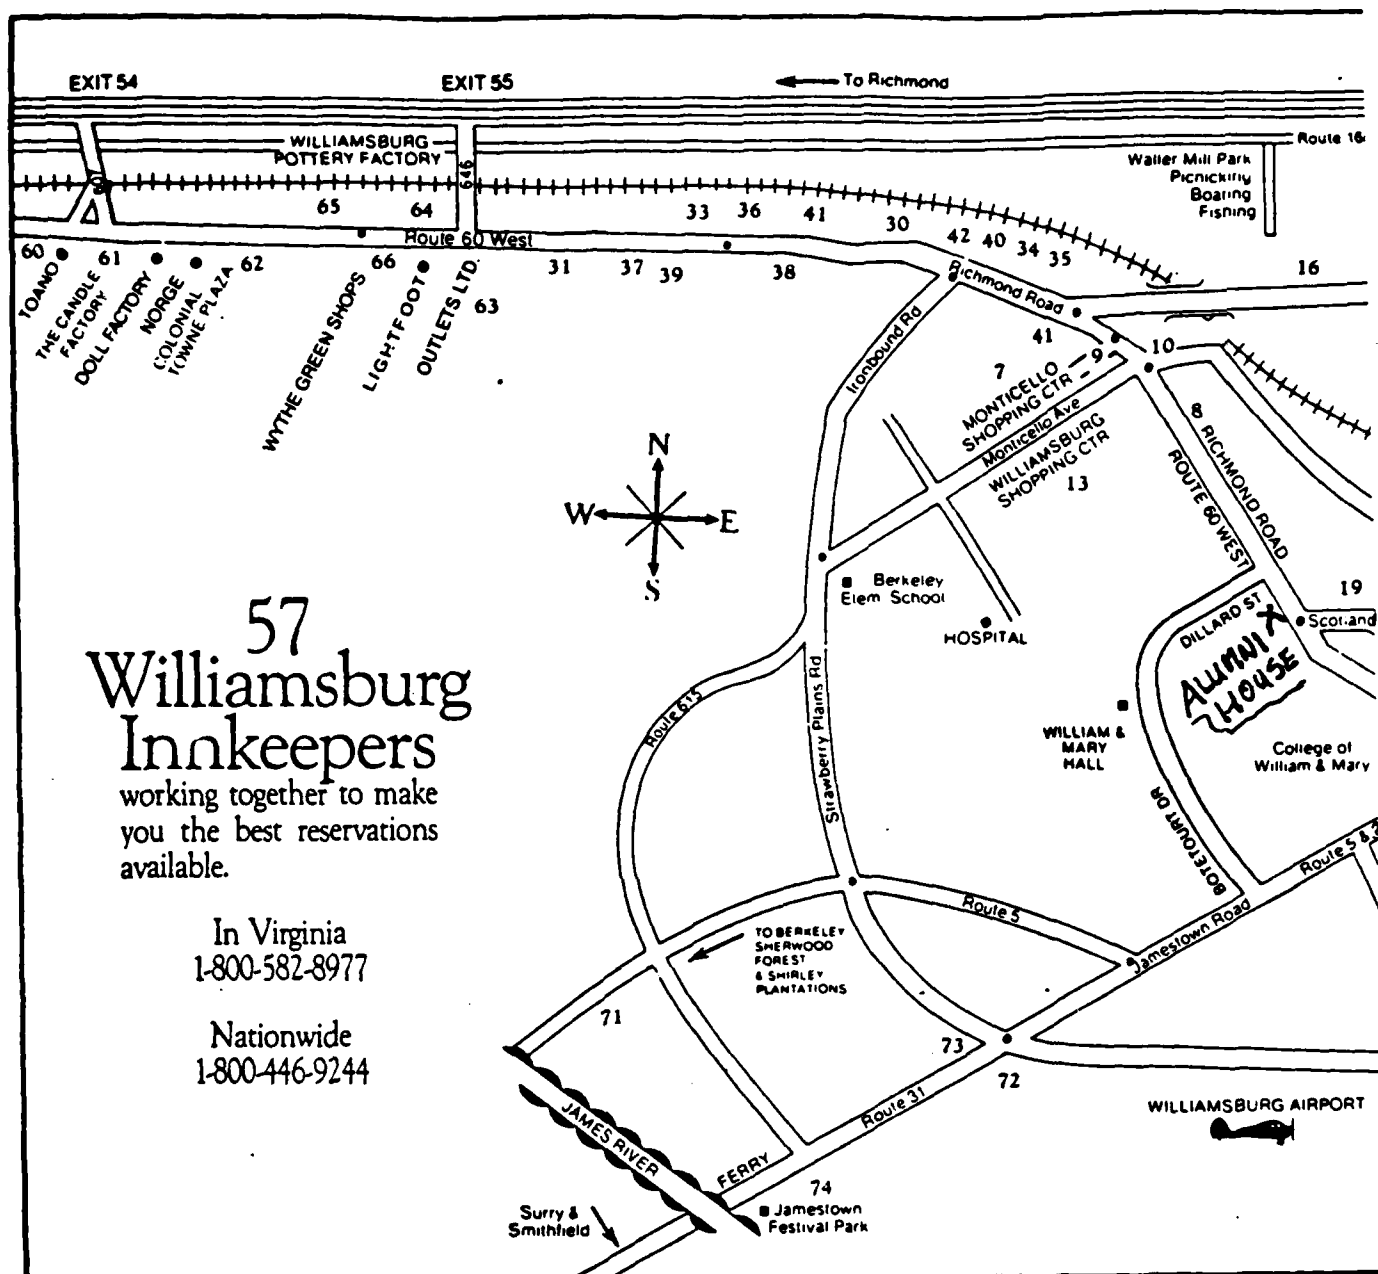 EXIT 54
EXIT 55
To Richmond
WILLIAMSBURG
POTTERY FACTORY
Route 16
Waller Mill Park
Picnicking
Boating
Fishing
646
65
64
33
36
41
30
42
40
34
35
16
Route 60 West
Richmond Road
60
61
62
66
63
31
37
39
38
TOANO
THE CANDLE
FACTORY
DOLL FACTORY
NORGE
COLONIAL
TOWNE PLAZA
WYTHE GREEN SHOPS
LIGHTFOOT
OUTLETS LTD.
Ironbound Rd
41
7
9
10
MONTICELLO
SHOPPING CTR
Monticello Ave
WILLIAMSBURG
SHOPPING CTR
13
8
RICHMOND ROAD
ROUTE 60 WEST
N
W
E
S
Berkeley
Elem School
HOSPITAL
19
Scotland
DILLARD ST
X
ALUMNI
HOUSE
57
Williamsburg
Innkeepers
working together to make
you the best reservations
available.
In Virginia
1-800-582-8977
Nationwide
1-800-446-9244
Route 615
Strawberry Plains Rd
WILLIAM &
MARY
HALL
College of
William & Mary
BOTETOURT DR
Route 5 &
Route 5
Jamestown Road
TO BERKELEY
SHERWOOD
FOREST
& SHIRLEY
PLANTATIONS
71
73
72
Route 31
WILLIAMSBURG AIRPORT
JAMES RIVER
FERRY
74
Jamestown
Festival Park
Surry &
Smithfield